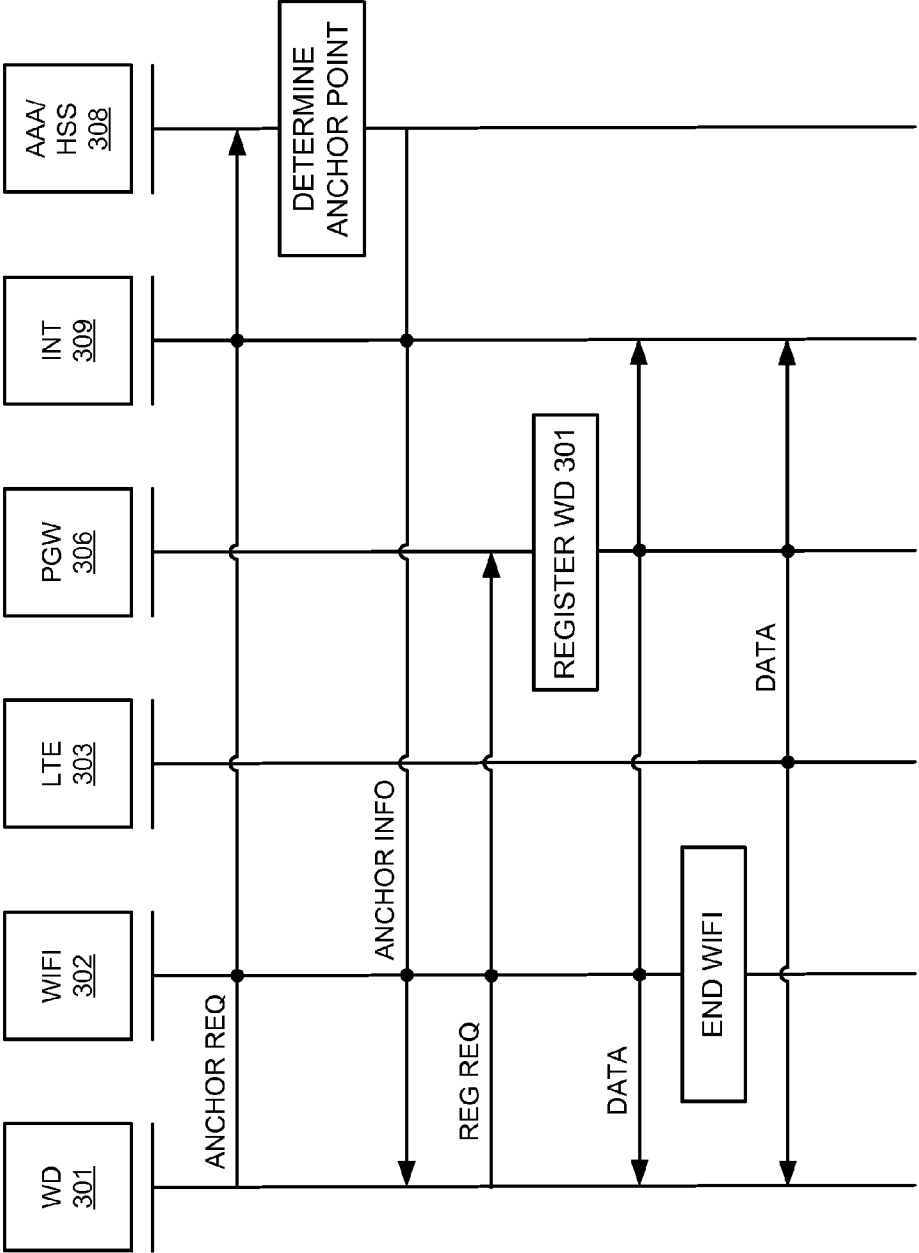 WD
301
WIFI
302
LTE
303
PGW
306
INT
309
AAA/
HSS
308
ANCHOR REQ
DETERMINE
ANCHOR POINT
ANCHOR INFO
REG REQ
REGISTER WD 301
DATA
END WIFI
DATA